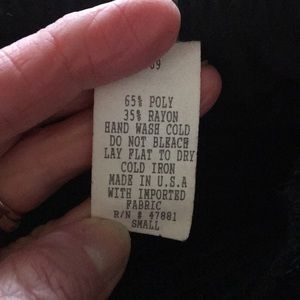 65% POLY
35% RAYON
HAND WASH COLD
DO NOT BLEACH
LAY FLAT TO DRY
COLD IRON
MADE IN U.S.A
WITH IMPORTED
FABRIC
R/N # 47881
SMALL